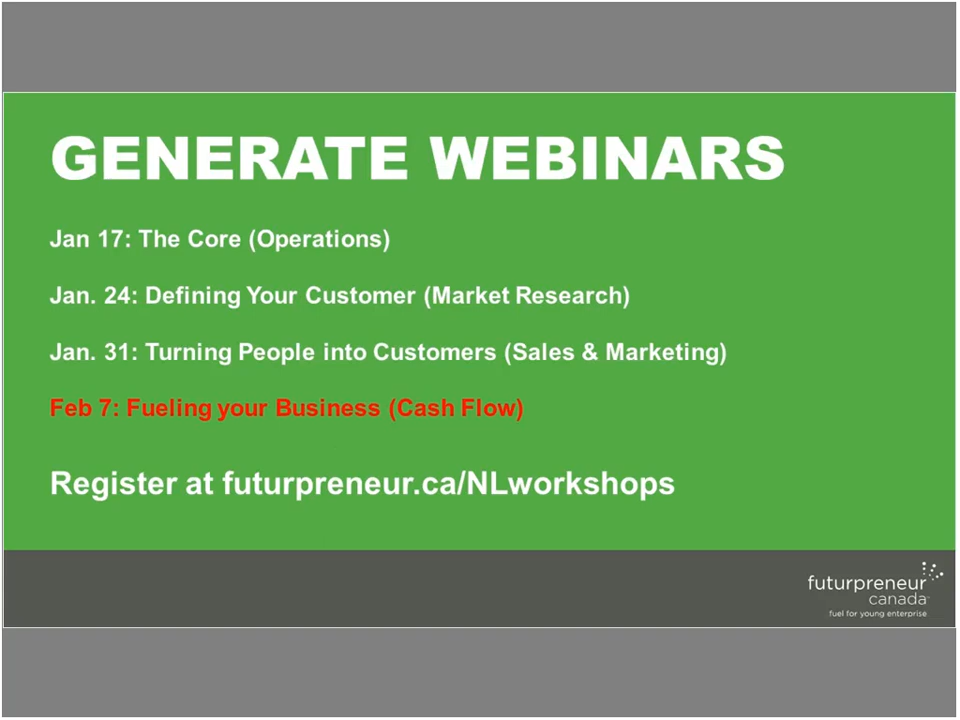 GENERATE WEBINARS
Jan 17: The Core (Operations)
Jan. 24: Defining Your Customer (Market Research)
Jan. 31: Turning People into Customers (Sales & Marketing)
Feb 7: Fueling your Business (Cash Flow)
Register at futurpreneur.ca/NLworkshops
futurpreneur
canada™
fuel for young enterprise